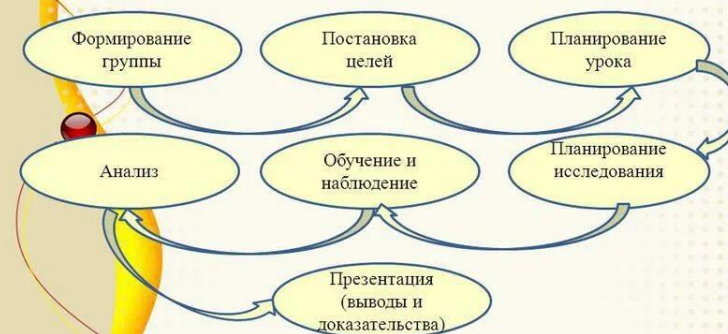 Формирование
группы
Постановка
целей
Планирование
урока
Планирование
исследования
Обучение и
наблюдение
Анализ
Презентация
(выводы и
доказательства)